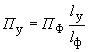 Пу = Пф lу/lф